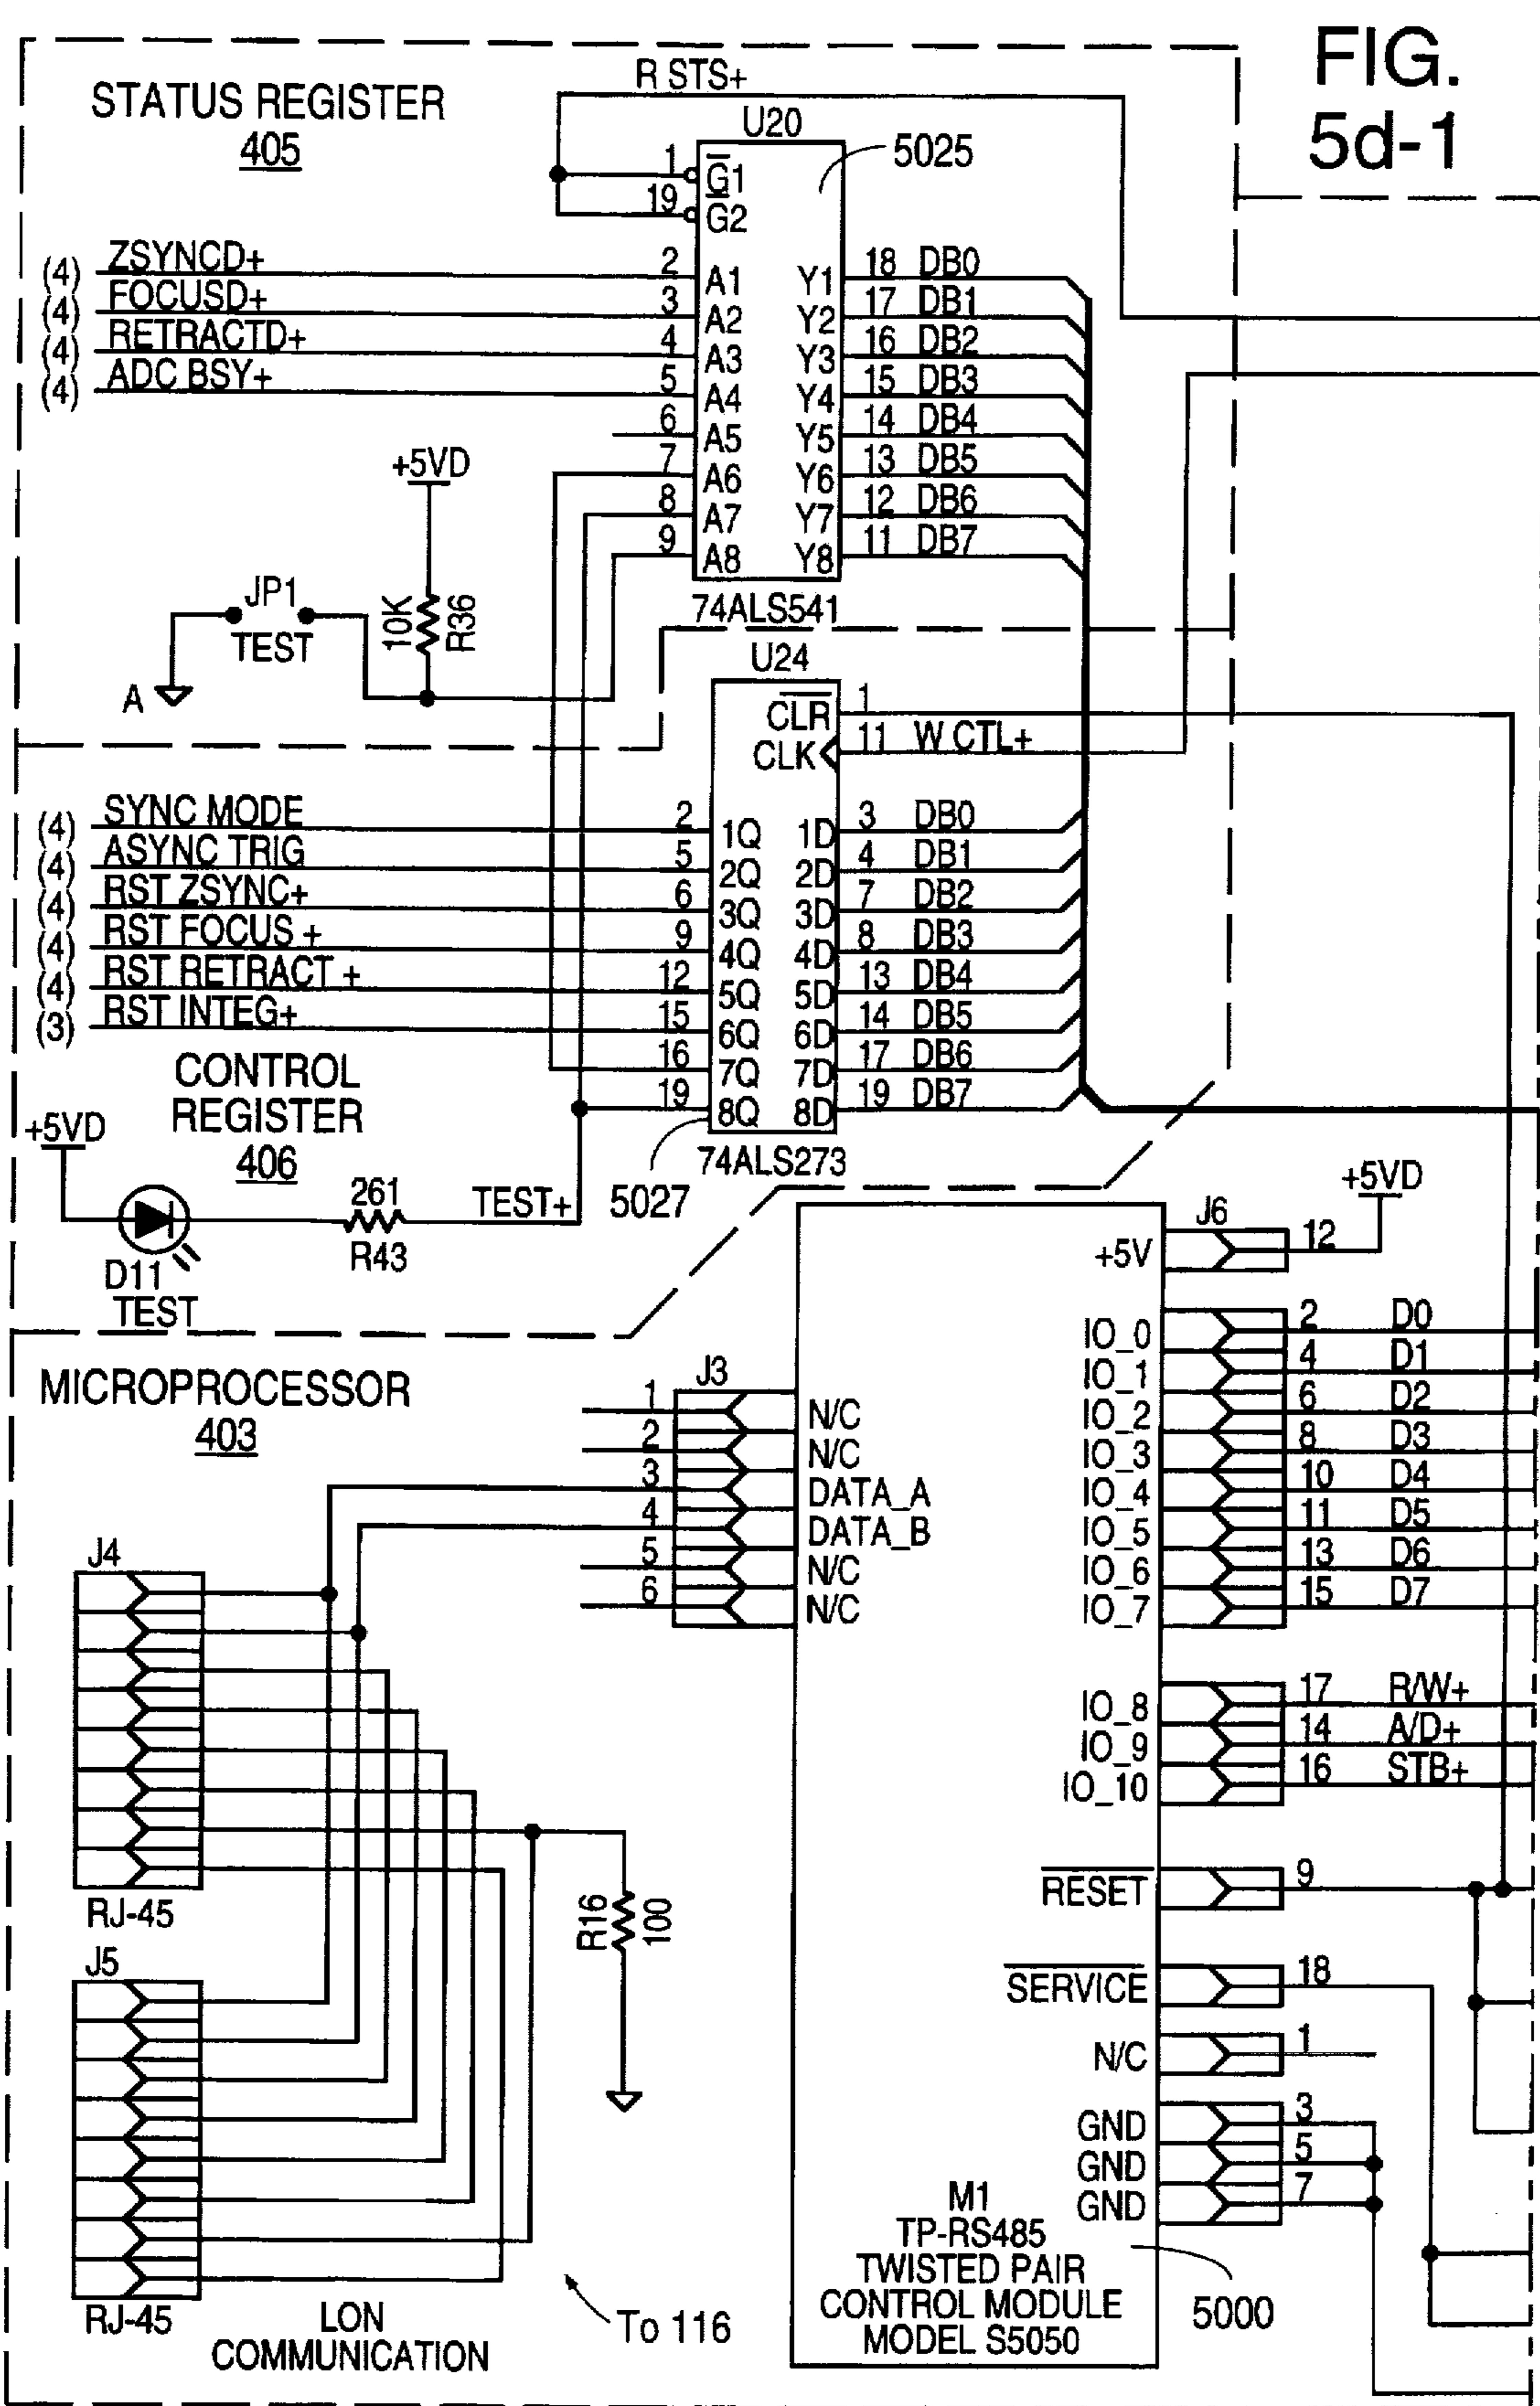 FIG.
5d-1
STATUS REGISTER
405
R STS+
U20
5025
1 G1
19 G2
(4) ZSYNCD+ 2 A1 Y1 18 DB0
(4) FOCUSD+ 3 A2 Y2 17 DB1
(4) RETRACTD+ 4 A3 Y3 16 DB2
(4) ADC BSY+ 5 A4 Y4 15 DB3
6 A5 Y5 14 DB4
7 A6 Y6 13 DB5
8 A7 Y7 12 DB6
9 A8 Y8 11 DB7
74ALS541
+5VD
10K
R36
JP1
TEST
A
U24
CLR 1
CLK 11 W CTL+
(4) SYNC MODE 2 1Q 1D 3 DB0
(4) ASYNC TRIG 5 2Q 2D 4 DB1
(4) RST ZSYNC+ 6 3Q 3D 7 DB2
(4) RST FOCUS + 9 4Q 4D 8 DB3
(4) RST RETRACT + 12 5Q 5D 13 DB4
(3) RST INTEG+ 15 6Q 6D 14 DB5
16 7Q 7D 17 DB6
19 8Q 8D 19 DB7
74ALS273
5027
CONTROL
REGISTER
406
+5VD
261
R43
TEST+
D11
TEST
MICROPROCESSOR
403
J3
1 N/C
2 N/C
3 DATA_A
4 DATA_B
5 N/C
6 N/C
J6
+5VD
+5V 12
IO_0 2 D0
IO_1 4 D1
IO_2 6 D2
IO_3 8 D3
IO_4 10 D4
IO_5 11 D5
IO_6 13 D6
IO_7 15 D7
IO_8 17 R/W+
IO_9 14 A/D+
IO_10 16 STB+
RESET 9
SERVICE 18
N/C 1
GND 3
GND 5
GND 7
M1
TP-RS485
TWISTED PAIR
CONTROL MODULE
MODEL S5050
5000
J4
RJ-45
R16
100
J5
RJ-45
LON
COMMUNICATION
To 116